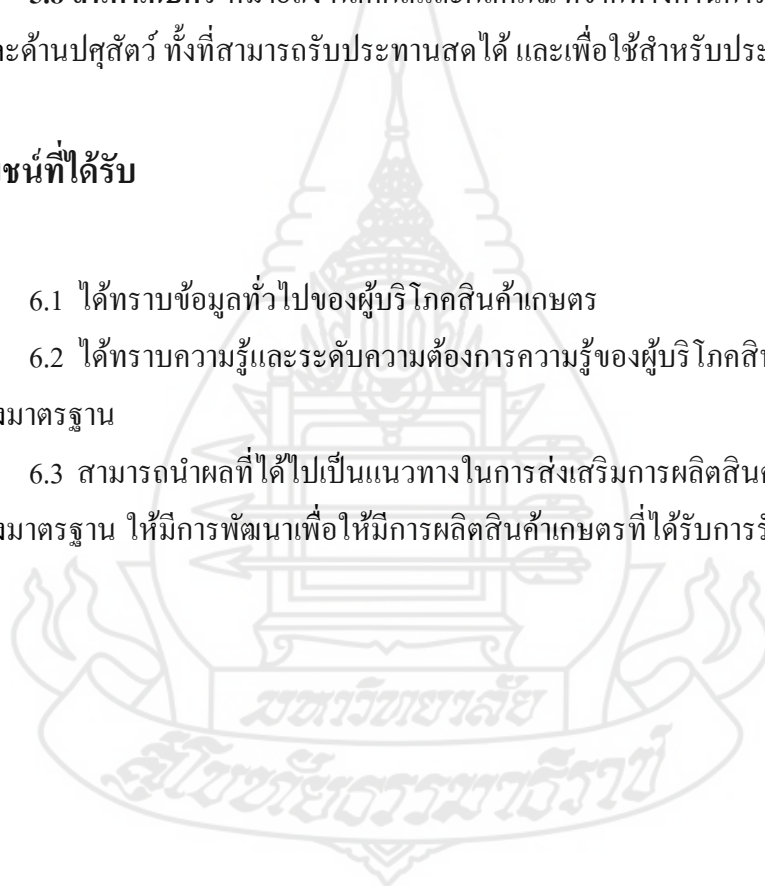 ะด้านปศุสัตว์ ทั้งที่สามารถรับประทานสดได้ และเพื่อใช้สำหรับประ
ชน์ที่ได้รับ
6.1 ได้ทราบข้อมูลทั่วไปของผู้บริโภคสินค้าเกษตร
6.2 ได้ทราบความรู้และระดับความต้องการความรู้ของผู้บริโภคสิน
งมาตรฐาน
6.3 สามารถนำผลที่ได้ไปเป็นแนวทางในการส่งเสริมการผลิตสินค
งมาตรฐาน ให้มีการพัฒนาเพื่อให้มีการผลิตสินค้าเกษตรที่ได้รับการรั
มหาวิทยาลัย
สุโขทัยธรรมาธิราช